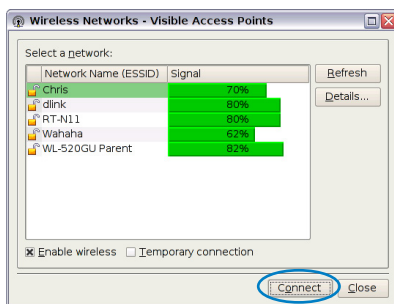 Wireless Networks - Visible Access Points
Select a network:
Network Name (ESSID) Signal
Chris 70%
dlink 80%
RT-N11 80%
Wahaha 62%
WL-520GU Parent 82%
Refresh
Details...
Enable wireless Temporary connection
Connect Close